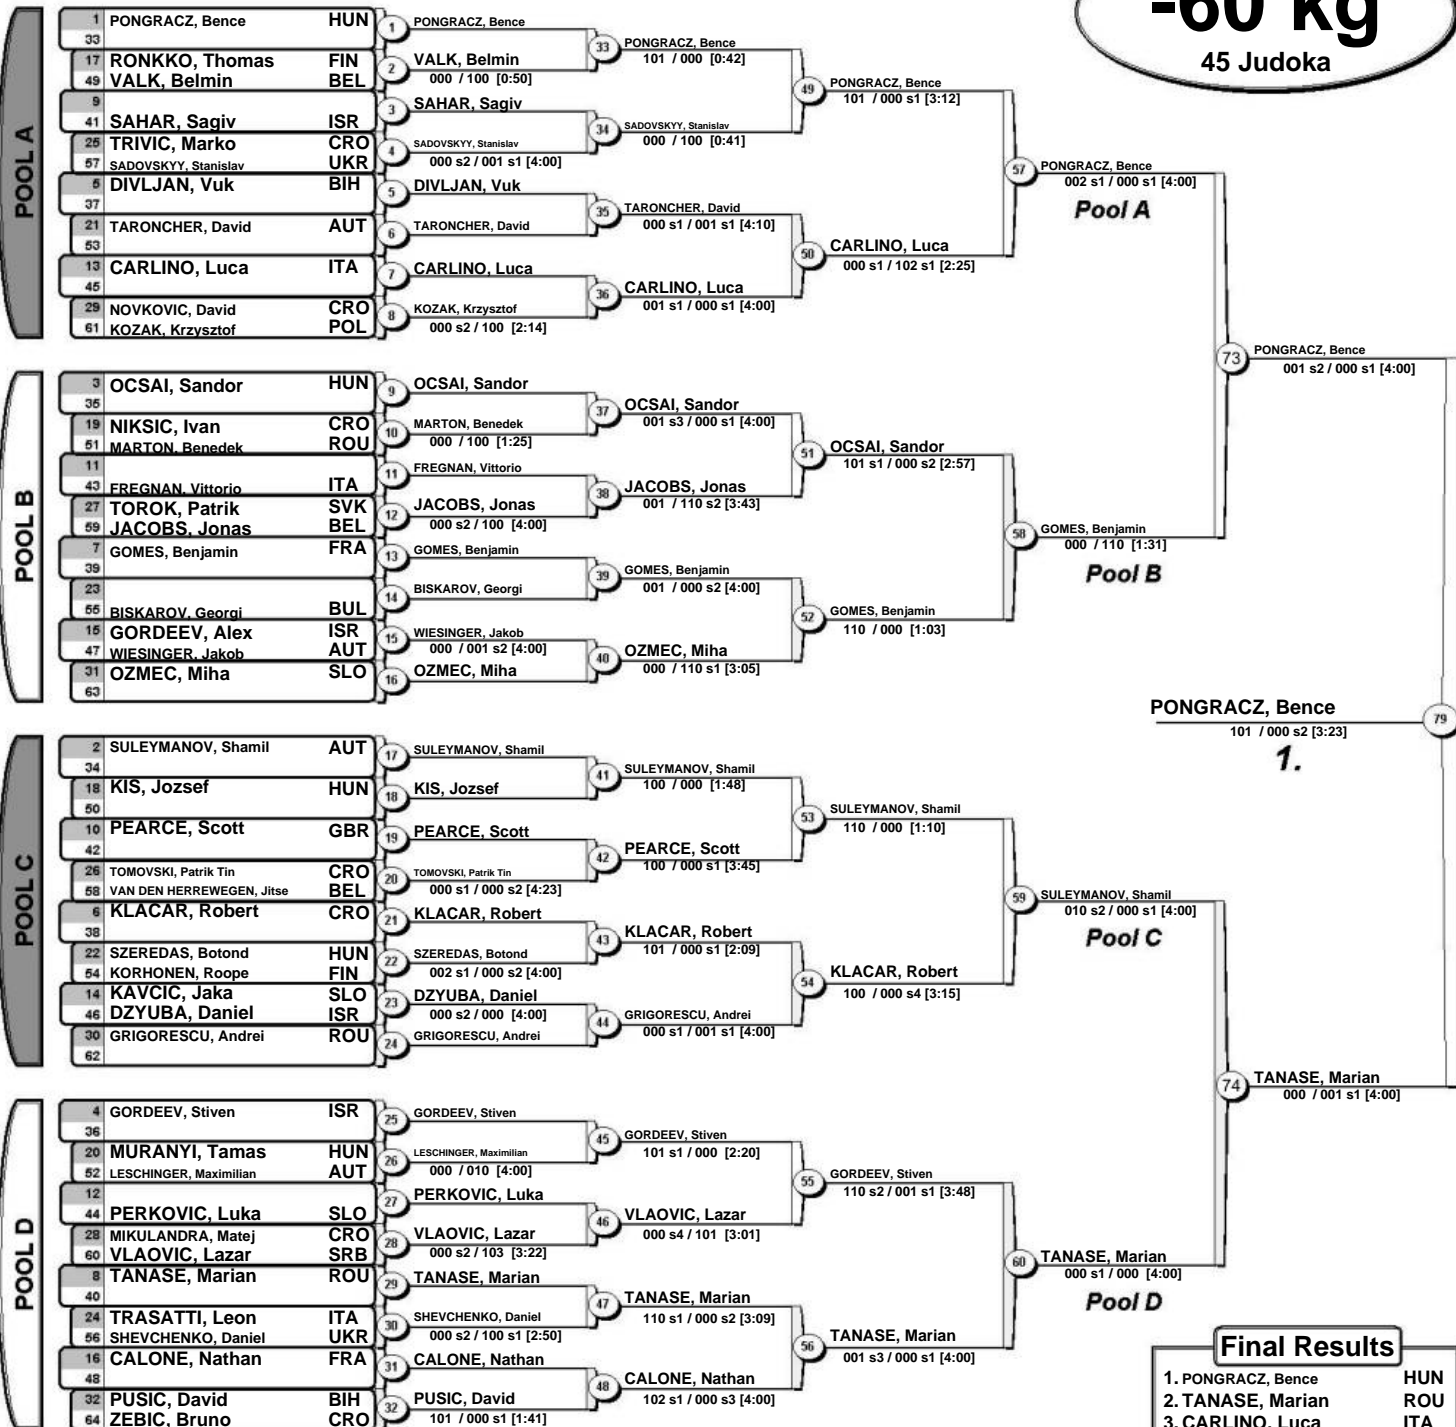 -60 kg
45 Judoka
POOL A
1 PONGRACZ, Bence HUN
33
17 RONKKO, Thomas FIN
49 VALK, Belmin BEL
9
41 SAHAR, Sagiv ISR
25 TRIVIC, Marko CRO
57 SADOVSKYY, Stanislav UKR
5 DIVLJAN, Vuk BIH
37
21 TARONCHER, David AUT
53
13 CARLINO, Luca ITA
45
29 NOVKOVIC, David CRO
61 KOZAK, Krzysztof POL
1 PONGRACZ, Bence
2 VALK, Belmin
000 / 100 [0:50]
3 SAHAR, Sagiv
4 SADOVSKYY, Stanislav
000 s2 / 001 s1 [4:00]
5 DIVLJAN, Vuk
6 TARONCHER, David
7 CARLINO, Luca
8 KOZAK, Krzysztof
000 s2 / 100 [2:14]
33 PONGRACZ, Bence
101 / 000 [0:42]
34 SADOVSKYY, Stanislav
000 / 100 [0:41]
35 TARONCHER, David
000 s1 / 001 s1 [4:10]
36 CARLINO, Luca
001 s1 / 000 s1 [4:00]
49 PONGRACZ, Bence
101 / 000 s1 [3:12]
50 CARLINO, Luca
000 s1 / 102 s1 [2:25]
57 PONGRACZ, Bence
002 s1 / 000 s1 [4:00]
Pool A
POOL B
3 OCSAI, Sandor HUN
35
19 NIKSIC, Ivan CRO
51 MARTON, Benedek ROU
11
43 FREGNAN, Vittorio ITA
27 TOROK, Patrik SVK
59 JACOBS, Jonas BEL
7 GOMES, Benjamin FRA
39
23
55 BISKAROV, Georgi BUL
15 GORDEEV, Alex ISR
47 WIESINGER, Jakob AUT
31 OZMEC, Miha SLO
63
9 OCSAI, Sandor
10 MARTON, Benedek
000 / 100 [1:25]
11 FREGNAN, Vittorio
12 JACOBS, Jonas
000 s2 / 100 [4:00]
13 GOMES, Benjamin
14 BISKAROV, Georgi
15 WIESINGER, Jakob
000 / 001 s2 [4:00]
16 OZMEC, Miha
37 OCSAI, Sandor
001 s3 / 000 s1 [4:00]
38 JACOBS, Jonas
001 / 110 s2 [3:43]
39 GOMES, Benjamin
001 / 000 s2 [4:00]
40 OZMEC, Miha
000 / 110 s1 [3:05]
51 OCSAI, Sandor
101 s1 / 000 s2 [2:57]
52 GOMES, Benjamin
110 / 000 [1:03]
58 GOMES, Benjamin
000 / 110 [1:31]
Pool B
73 PONGRACZ, Bence
001 s2 / 000 s1 [4:00]
PONGRACZ, Bence 79
101 / 000 s2 [3:23]
1.
POOL C
2 SULEYMANOV, Shamil AUT
34
18 KIS, Jozsef HUN
50
10 PEARCE, Scott GBR
42
26 TOMOVSKI, Patrik Tin CRO
58 VAN DEN HERREWEGEN, Jitse BEL
6 KLACAR, Robert CRO
38
22 SZEREDAS, Botond HUN
54 KORHONEN, Roope FIN
14 KAVCIC, Jaka SLO
46 DZYUBA, Daniel ISR
30 GRIGORESCU, Andrei ROU
62
17 SULEYMANOV, Shamil
18 KIS, Jozsef
19 PEARCE, Scott
20 TOMOVSKI, Patrik Tin
000 s1 / 000 s2 [4:23]
21 KLACAR, Robert
22 SZEREDAS, Botond
002 s1 / 000 s2 [4:00]
23 DZYUBA, Daniel
000 s2 / 000 [4:00]
24 GRIGORESCU, Andrei
41 SULEYMANOV, Shamil
100 / 000 [1:48]
42 PEARCE, Scott
100 / 000 s1 [3:45]
43 KLACAR, Robert
101 / 000 s1 [2:09]
44 GRIGORESCU, Andrei
000 s1 / 001 s1 [4:00]
53 SULEYMANOV, Shamil
110 / 000 [1:10]
54 KLACAR, Robert
100 / 000 s4 [3:15]
59 SULEYMANOV, Shamil
010 s2 / 000 s1 [4:00]
Pool C
POOL D
4 GORDEEV, Stiven ISR
36
20 MURANYI, Tamas HUN
52 LESCHINGER, Maximilian AUT
12
44 PERKOVIC, Luka SLO
28 MIKULANDRA, Matej CRO
60 VLAOVIC, Lazar SRB
8 TANASE, Marian ROU
40
24 TRASATTI, Leon ITA
56 SHEVCHENKO, Daniel UKR
16 CALONE, Nathan FRA
48
32 PUSIC, David BIH
64 ZEBIC, Bruno CRO
25 GORDEEV, Stiven
26 LESCHINGER, Maximilian
000 / 010 [4:00]
27 PERKOVIC, Luka
28 VLAOVIC, Lazar
000 s2 / 103 [3:22]
29 TANASE, Marian
30 SHEVCHENKO, Daniel
000 s2 / 100 s1 [2:50]
31 CALONE, Nathan
32 PUSIC, David
101 / 000 s1 [1:41]
45 GORDEEV, Stiven
101 s1 / 000 [2:20]
46 VLAOVIC, Lazar
000 s4 / 101 [3:01]
47 TANASE, Marian
110 s1 / 000 s2 [3:09]
48 CALONE, Nathan
102 s1 / 000 s3 [4:00]
55 GORDEEV, Stiven
110 s2 / 001 s1 [3:48]
56 TANASE, Marian
001 s3 / 000 s1 [4:00]
60 TANASE, Marian
000 s1 / 000 [4:00]
Pool D
74 TANASE, Marian
000 / 001 s1 [4:00]
Final Results
1. PONGRACZ, Bence HUN
2. TANASE, Marian ROU
3. CARLINO, Luca ITA